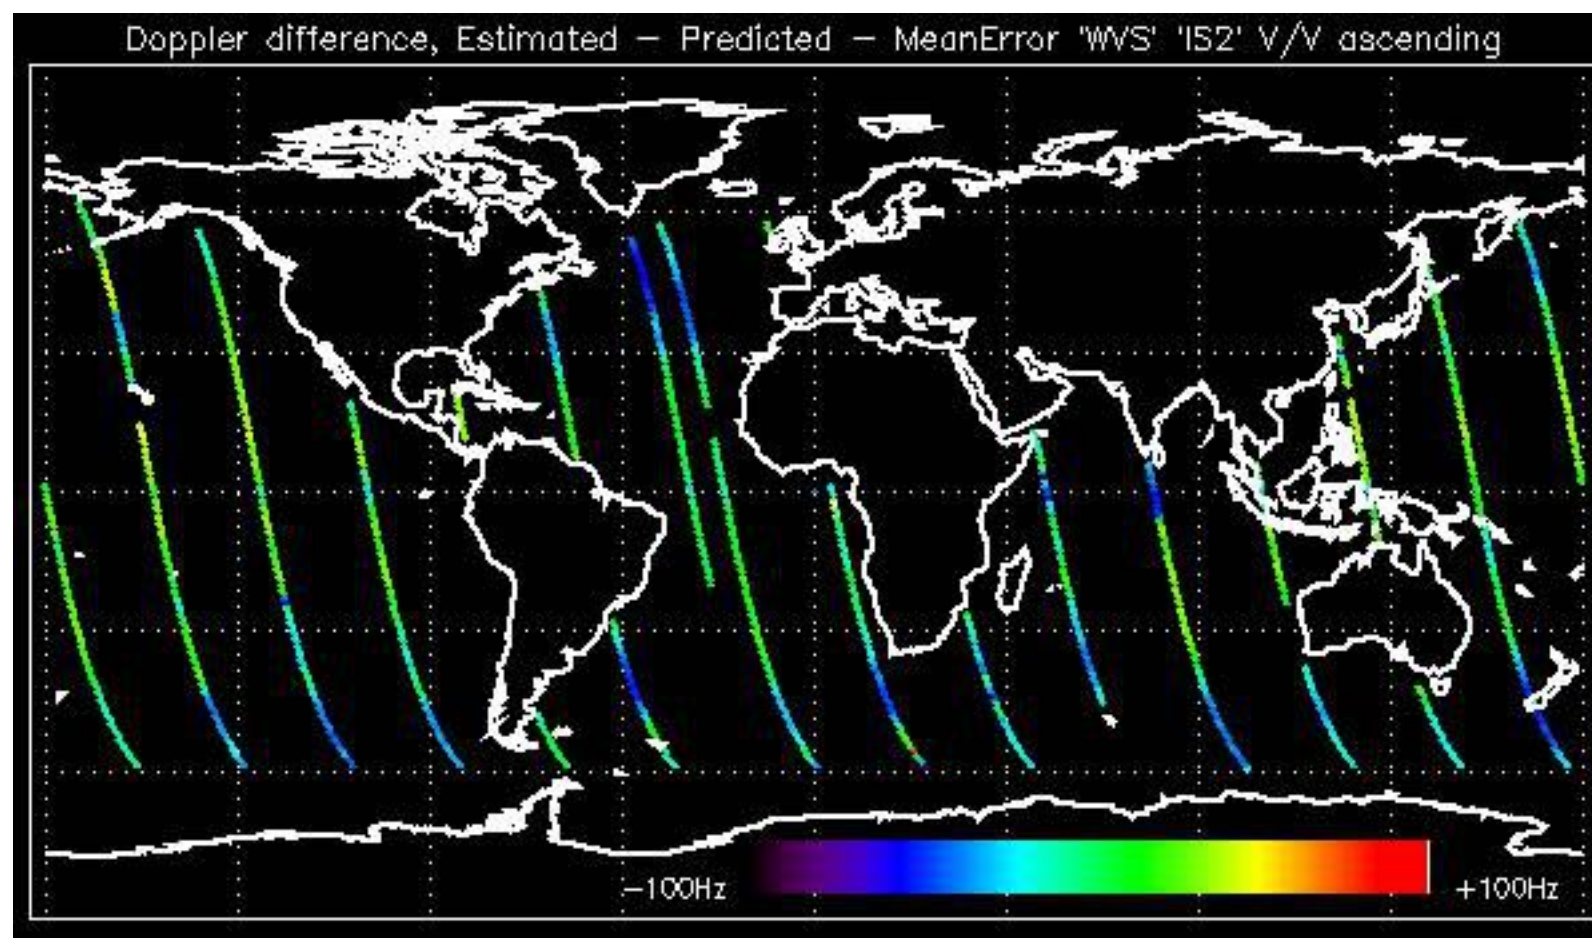 Doppler difference, Estimated – Predicted – MeanError 'WVS' 'IS2' V/V ascending
−100Hz +100Hz